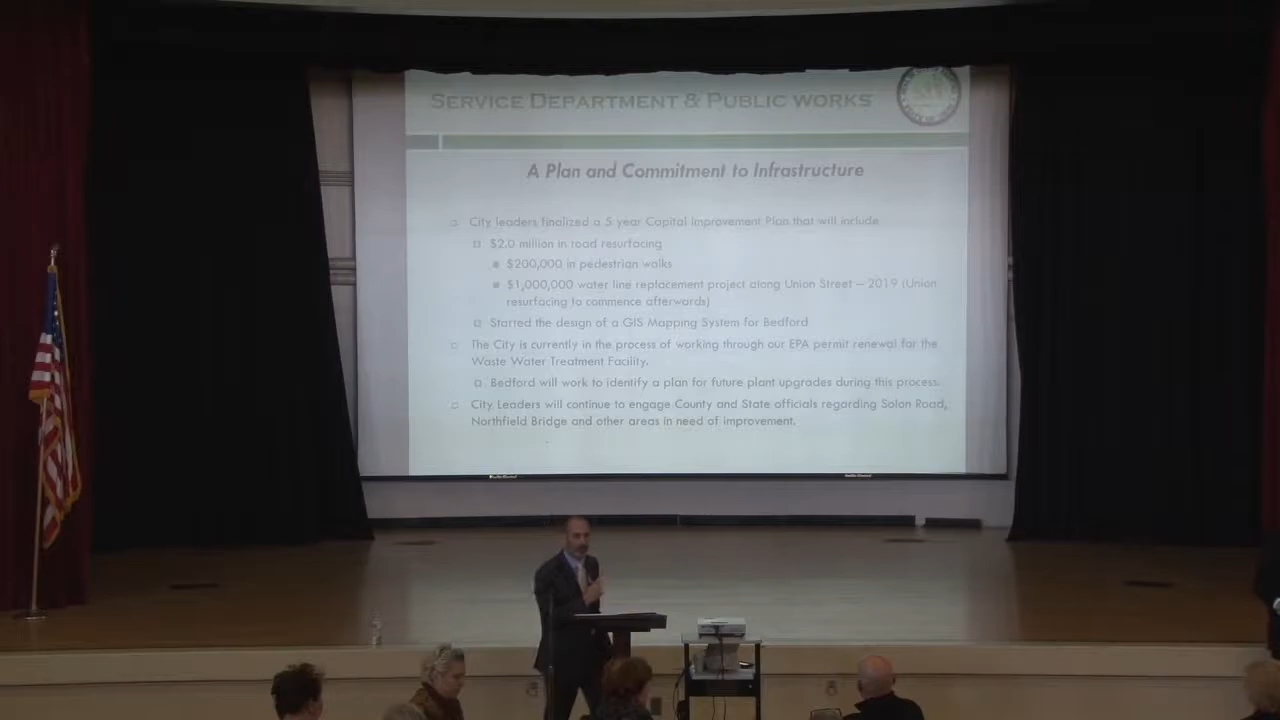 SERVICE DEPARTMENT & PUBLIC WORKS
A Plan and Commitment to Infrastructure
City leaders finalized a 5 year Capital Improvement Plan that will include
$2.0 million in road resurfacing
$200,000 in pedestrian walks
$1,000,000 water line replacement project along Union Street – 2019 (Union
resurfacing to commence afterwards)
Started the design of a GIS Mapping System for Bedford
The City is currently in the process of working through our EPA permit renewal for the
Waste Water Treatment Facility.
Bedford will work to identify a plan for future plant upgrades during this process.
City Leaders will continue to engage County and State officials regarding Solon Road,
Northfield Bridge and other areas in need of improvement.